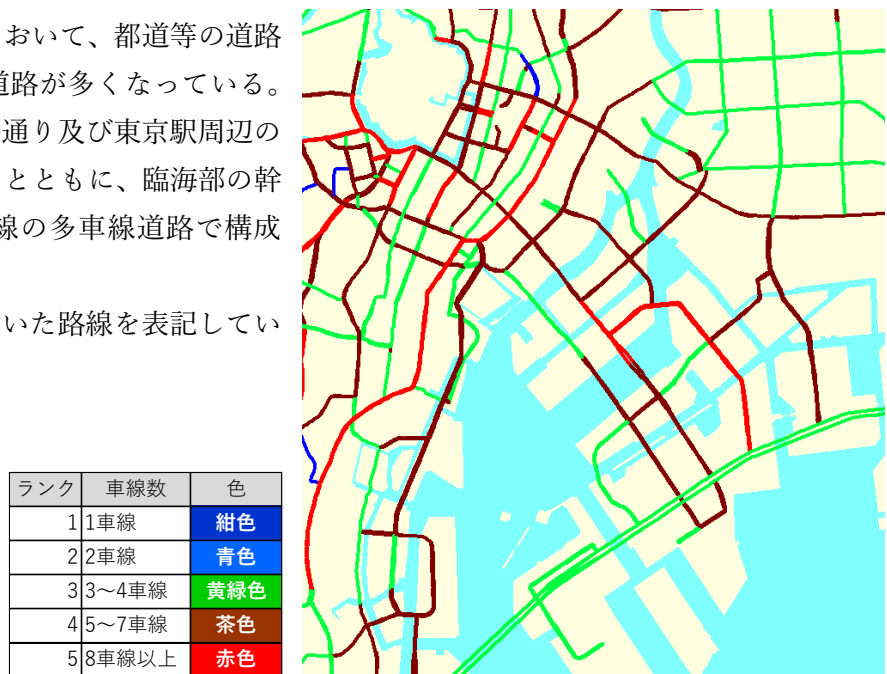 おいて、都道等の道路
道路が多くなっている。
通り及び東京駅周辺の
とともに、臨海部の幹
線の多車線道路で構成
いた路線を表記してい
ランク 車線数 色
1 1車線 紺色
2 2車線 青色
3 3～4車線 黄緑色
4 5～7車線 茶色
5 8車線以上 赤色